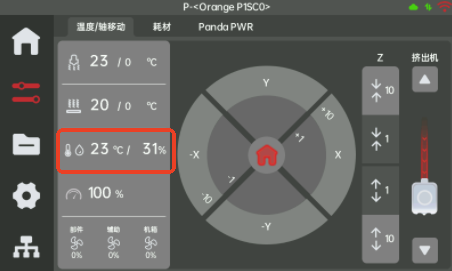 P-<Orange P1SC0>
温度/轴移动 耗材 Panda PWR
23 / 0 ℃
20 / 0 ℃
23 ℃ / 31%
100 %
部件 辅助 机箱
0% 0% 0%
Y
+10
+1
-X X
-1
-10
-Y
Z
10
1
1
10
挤出机